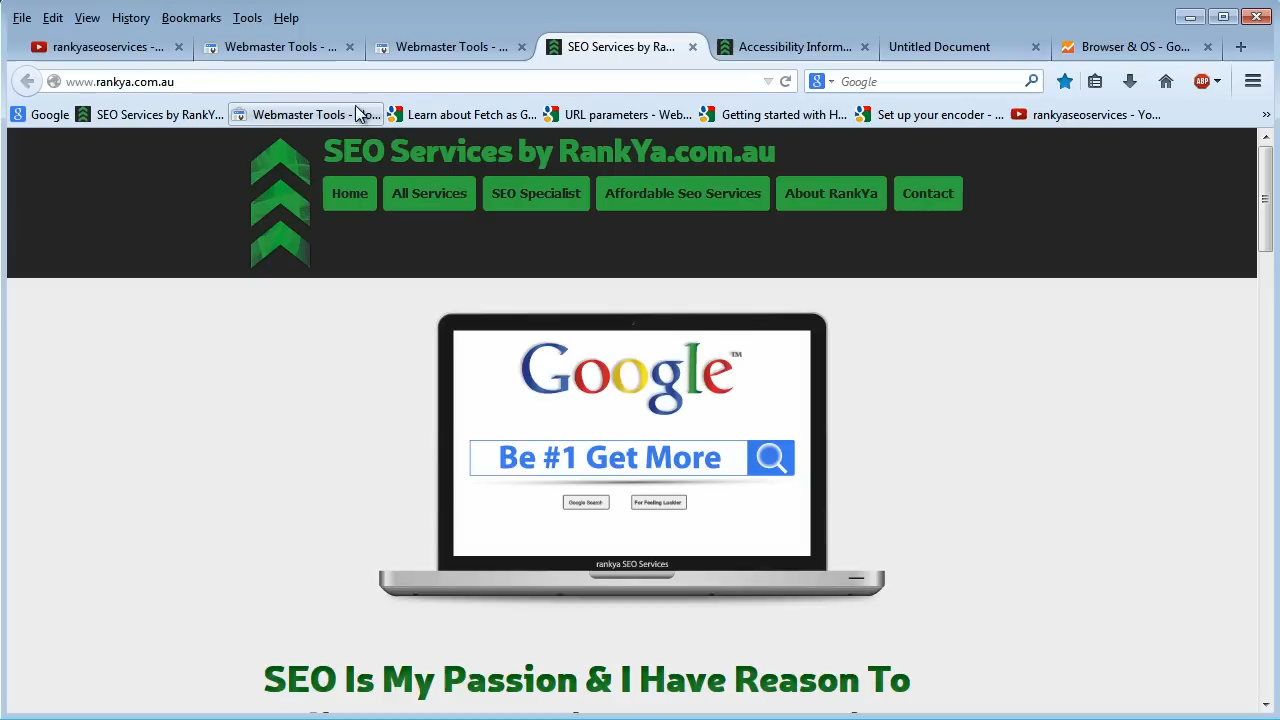 File Edit View History Bookmarks Tools Help
rankyaseoservices -... Webmaster Tools - ... Webmaster Tools - ... SEO Services by Ra... Accessibility Inform... Untitled Document Browser & OS - Go...
www.rankya.com.au Google ABP
Google SEO Services by RankY... Webmaster Tools - Go... Learn about Fetch as G... URL parameters - Web... Getting started with H... Set up your encoder - ... rankyaseoservices - Yo...
SEO Services by RankYa.com.au
Home All Services SEO Specialist Affordable Seo Services About RankYa Contact
Google™
Be #1 Get More
Google Search For Feeling Luckier
rankya SEO Services
SEO Is My Passion & I Have Reason To